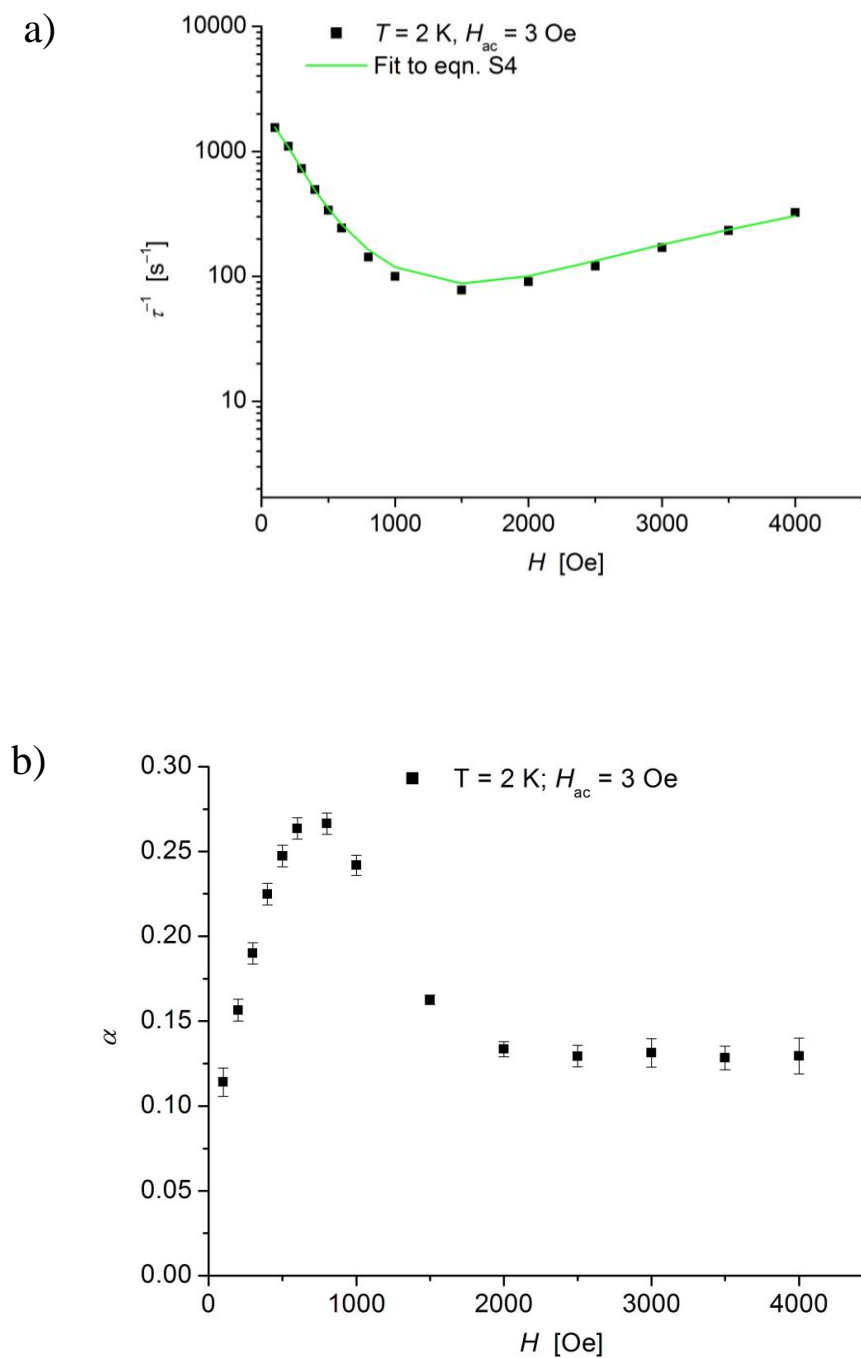 a)
10000
1000
100
10
τ⁻¹ [s⁻¹]
T = 2 K, Hac = 3 Oe
Fit to eqn. S4
0 1000 2000 3000 4000
H [Oe]
b)
0.30
0.25
0.20
0.15
0.10
0.05
0.00
α
T = 2 K; Hac = 3 Oe
0 1000 2000 3000 4000
H [Oe]